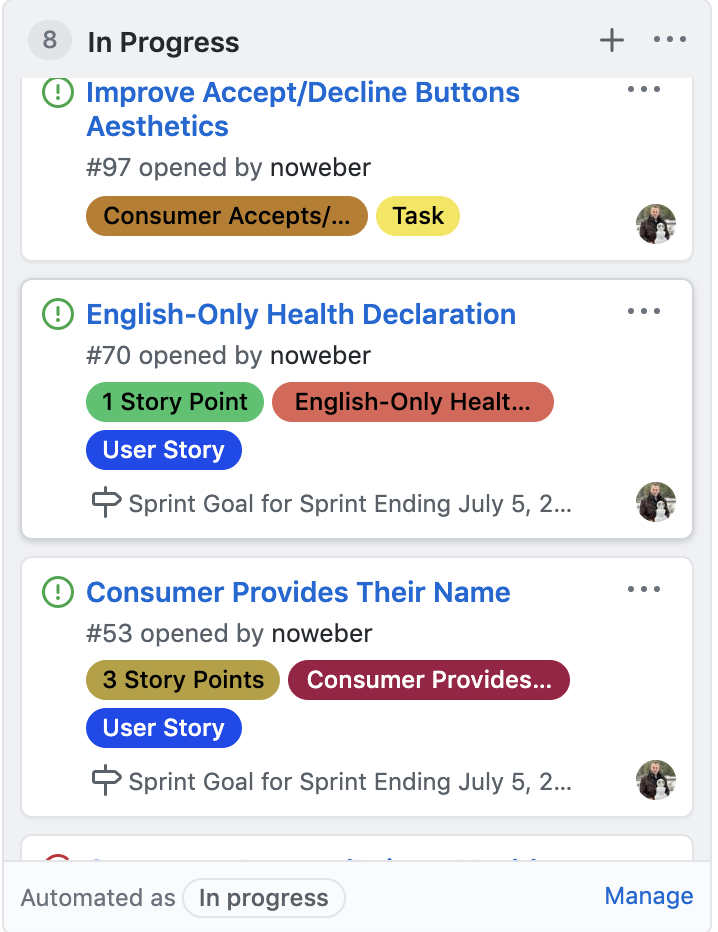 8 In Progress
Improve Accept/Decline Buttons
Aesthetics
#97 opened by noweber
Consumer Accepts/... Task
English-Only Health Declaration
#70 opened by noweber
1 Story Point English-Only Healt...
User Story
Sprint Goal for Sprint Ending July 5, 2...
Consumer Provides Their Name
#53 opened by noweber
3 Story Points Consumer Provides...
User Story
Sprint Goal for Sprint Ending July 5, 2...
Automated as In progress Manage